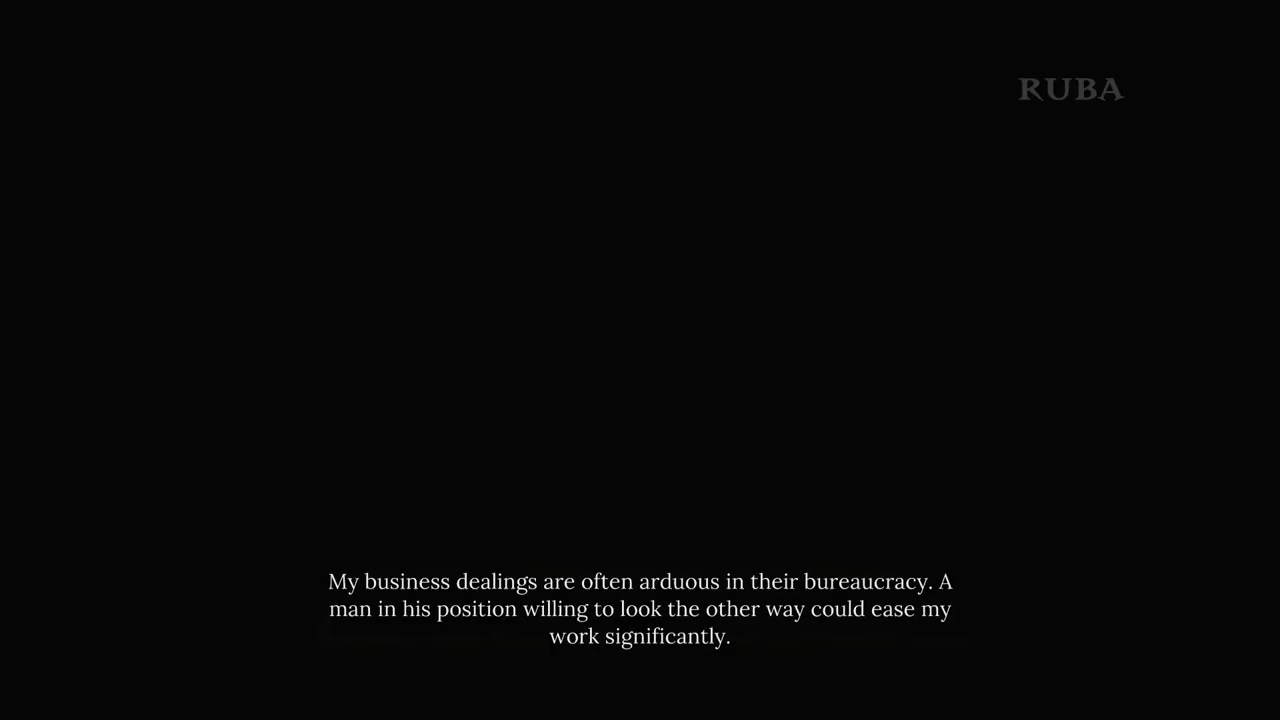 RUBA
My business dealings are often arduous in their bureaucracy. A
man in his position willing to look the other way could ease my
work significantly.